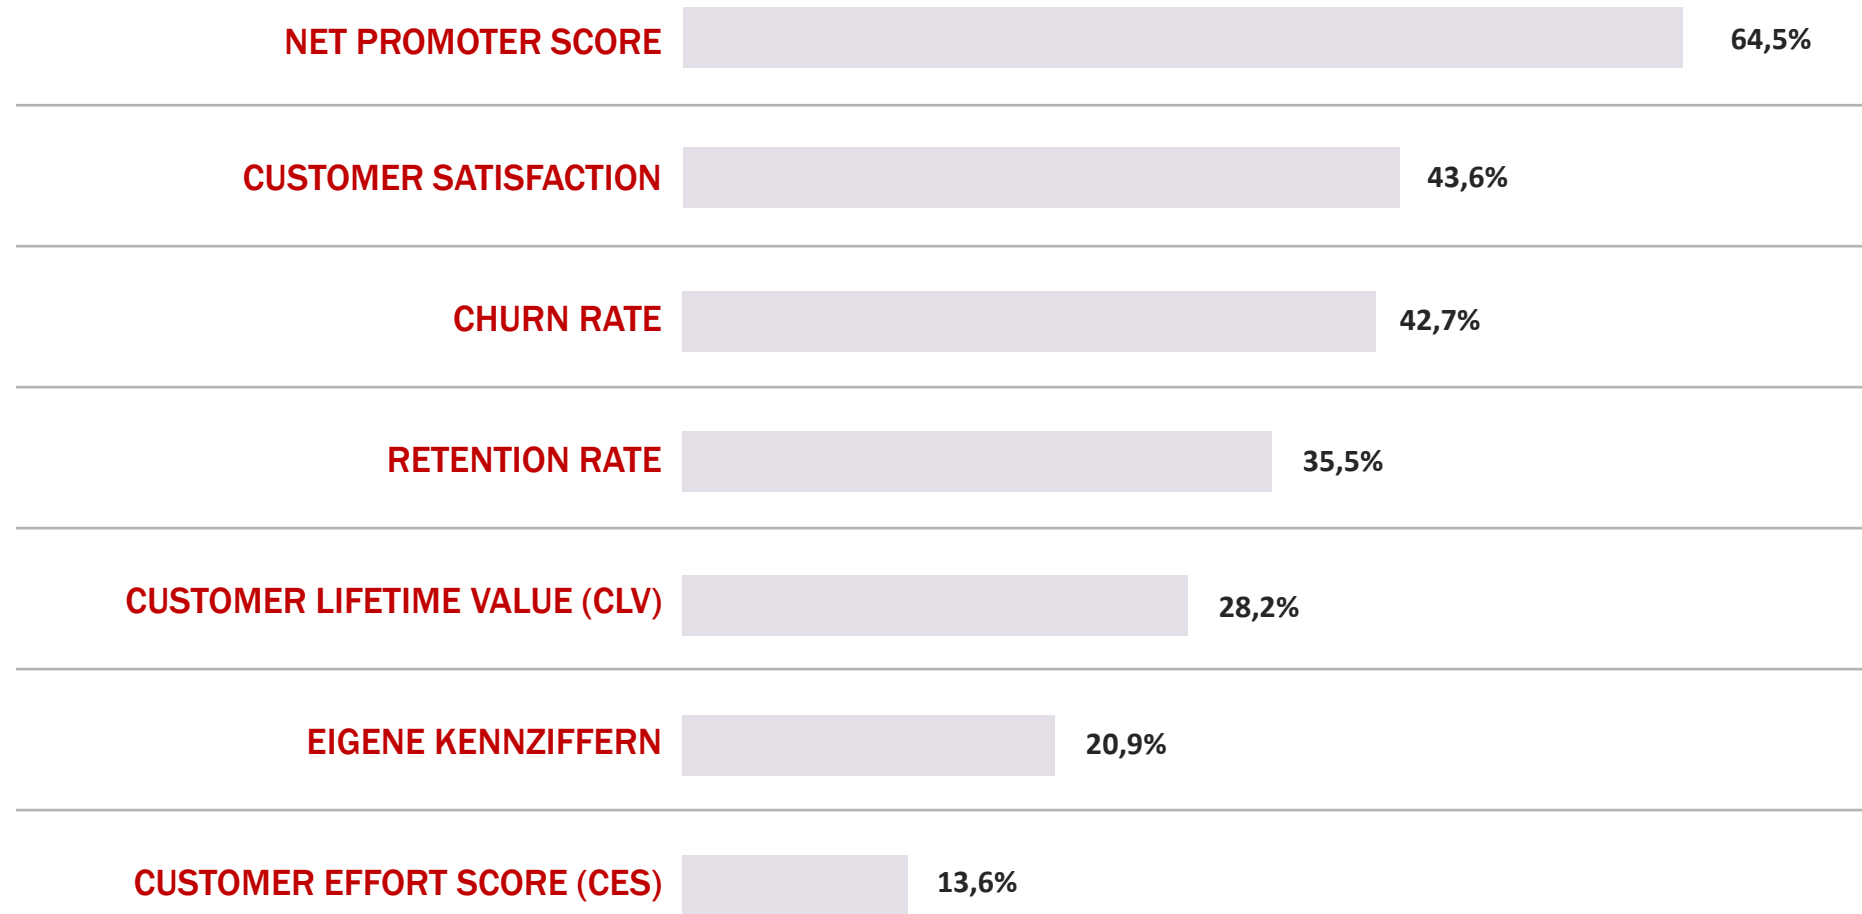 NET PROMOTER SCORE 64,5%
CUSTOMER SATISFACTION 43,6%
CHURN RATE 42,7%
RETENTION RATE 35,5%
CUSTOMER LIFETIME VALUE (CLV) 28,2%
EIGENE KENNZIFFERN 20,9%
CUSTOMER EFFORT SCORE (CES) 13,6%